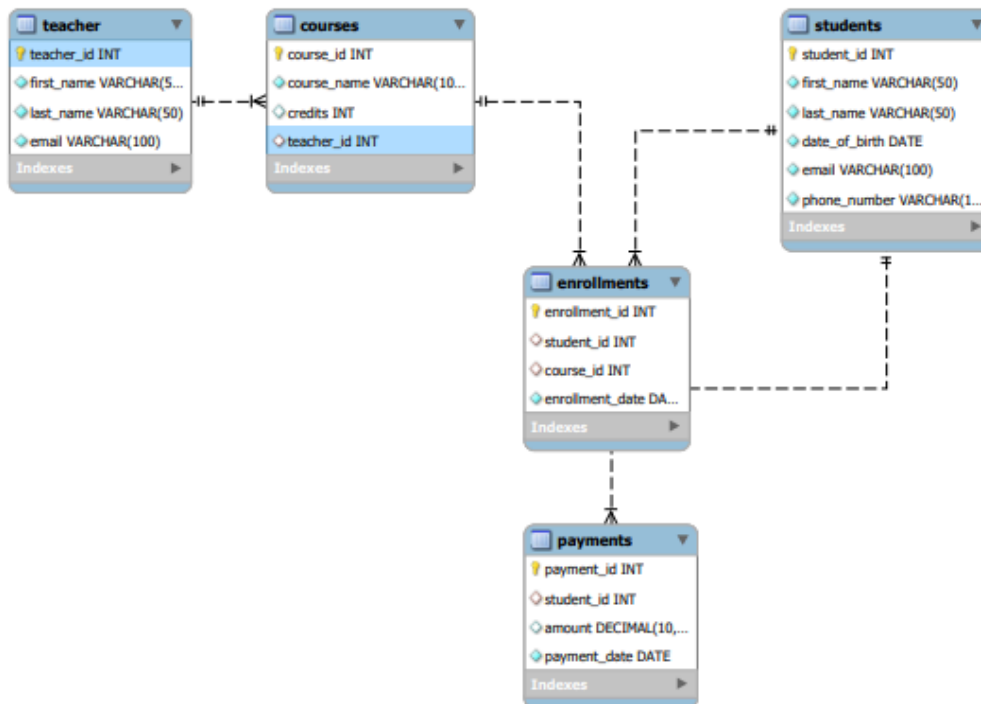 teacher
teacher_id INT
first_name VARCHAR(5...
last_name VARCHAR(50)
email VARCHAR(100)
Indexes
courses
course_id INT
course_name VARCHAR(10...
credits INT
teacher_id INT
Indexes
students
student_id INT
first_name VARCHAR(50)
last_name VARCHAR(50)
date_of_birth DATE
email VARCHAR(100)
phone_number VARCHAR(1...
Indexes
enrollments
enrollment_id INT
student_id INT
course_id INT
enrollment_date DA...
Indexes
payments
payment_id INT
student_id INT
amount DECIMAL(10,...
payment_date DATE
Indexes